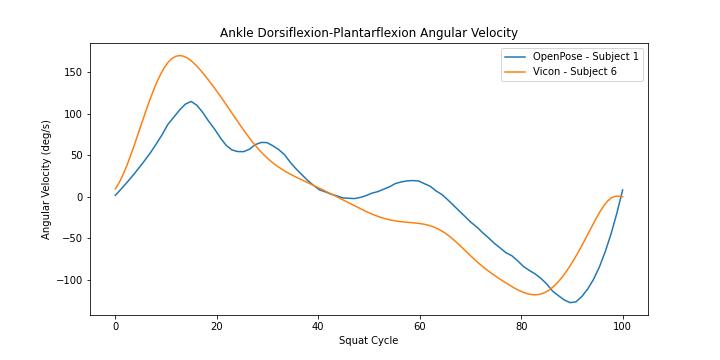 Ankle Dorsiflexion-Plantarflexion Angular Velocity
OpenPose - Subject 1
Vicon - Subject 6
Angular Velocity (deg/s)
150
100
50
0
−50
−100
0 20 40 60 80 100
Squat Cycle